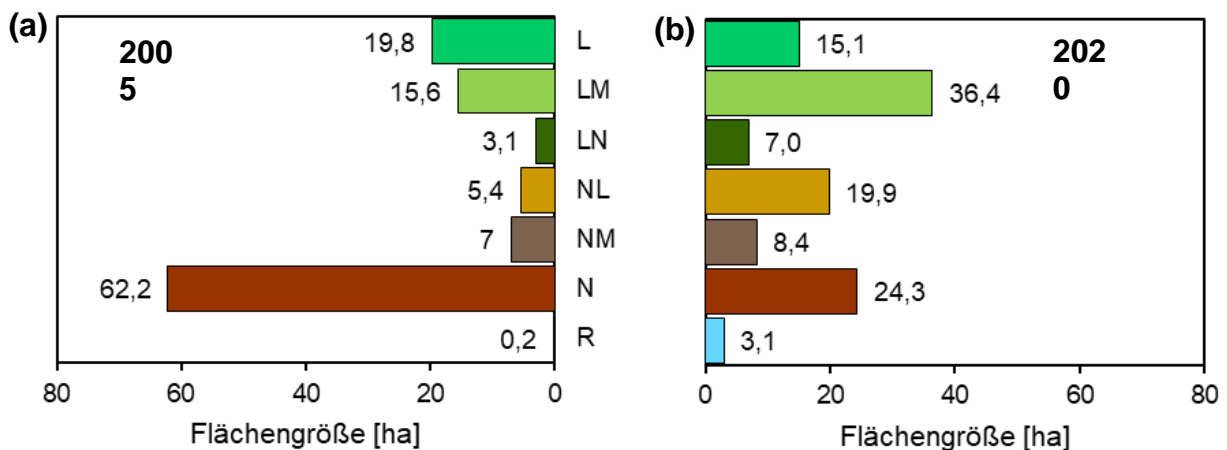 (a)
200
5
19,8
15,6
3,1
5,4
7
62,2
0,2
L
LM
LN
NL
NM
N
R
80 60 40 20 0
Flächengröße [ha]
(b)
202
0
15,1
36,4
7,0
19,9
8,4
24,3
3,1
0 20 40 60 80
Flächengröße [ha]